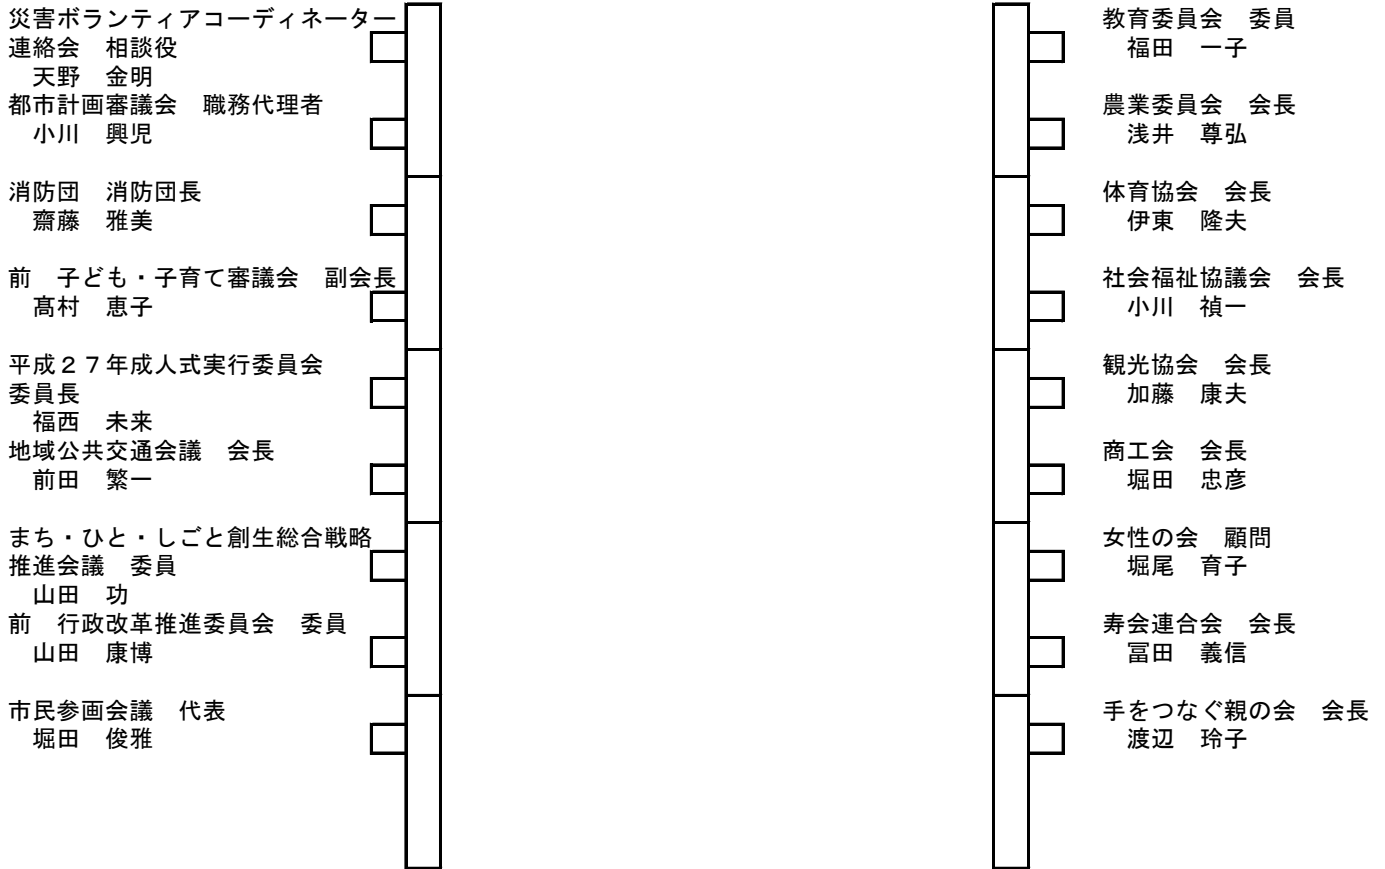 災害ボランティアコーディネーター
連絡会　相談役
天野　金明
都市計画審議会　職務代理者
小川　興児
消防団　消防団長
齋藤　雅美
前　子ども・子育て審議会　副会長
髙村　恵子
平成２７年成人式実行委員会
委員長
福西　未来
地域公共交通会議　会長
前田　繁一
まち・ひと・しごと創生総合戦略
推進会議　委員
山田　功
前　行政改革推進委員会　委員
山田　康博
市民参画会議　代表
堀田　俊雅
教育委員会　委員
福田　一子
農業委員会　会長
浅井　尊弘
体育協会　会長
伊東　隆夫
社会福祉協議会　会長
小川　禎一
観光協会　会長
加藤　康夫
商工会　会長
堀田　忠彦
女性の会　顧問
堀尾　育子
寿会連合会　会長
冨田　義信
手をつなぐ親の会　会長
渡辺　玲子